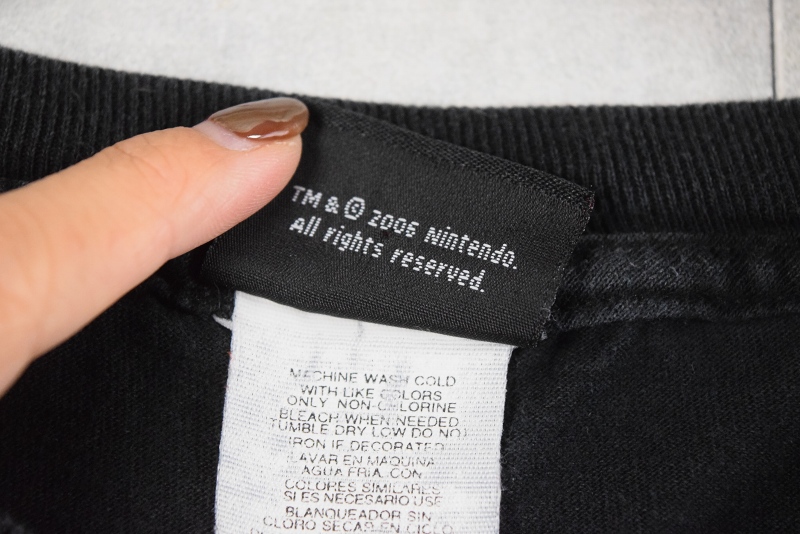 TM & © 2006 Nintendo.
All rights reserved.
MACHINE WASH COLD
WITH LIKE COLORS
ONLY NON-CHLORINE
BLEACH WHEN NEEDED
TUMBLE DRY LOW DO NOT
IRON IF DECORATED
LAVAR EN MAQUINA
AGUA FRIA. CON
COLORES SIMILARES
SI ES NECESARIO USE
BLANQUEADOR SIN
CLORO SECAR EN CICLO